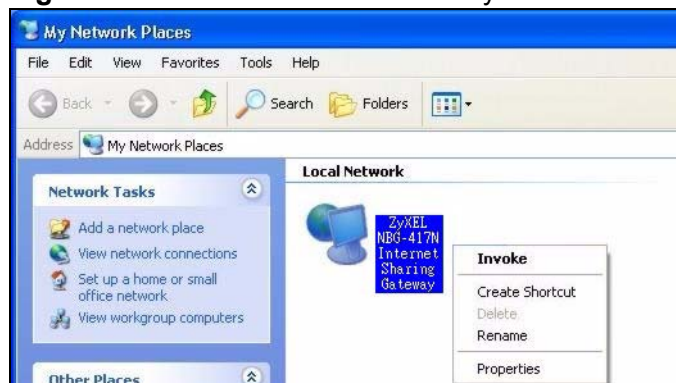 My Network Places
File Edit View Favorites Tools Help
Back Search Folders
Address My Network Places
Network Tasks
Add a network place
View network connections
Set up a home or small
office network
View workgroup computers
Other Places
Local Network
ZyXEL
NBG-417N
Internet
Sharing
Gateway
Invoke
Create Shortcut
Delete
Rename
Properties